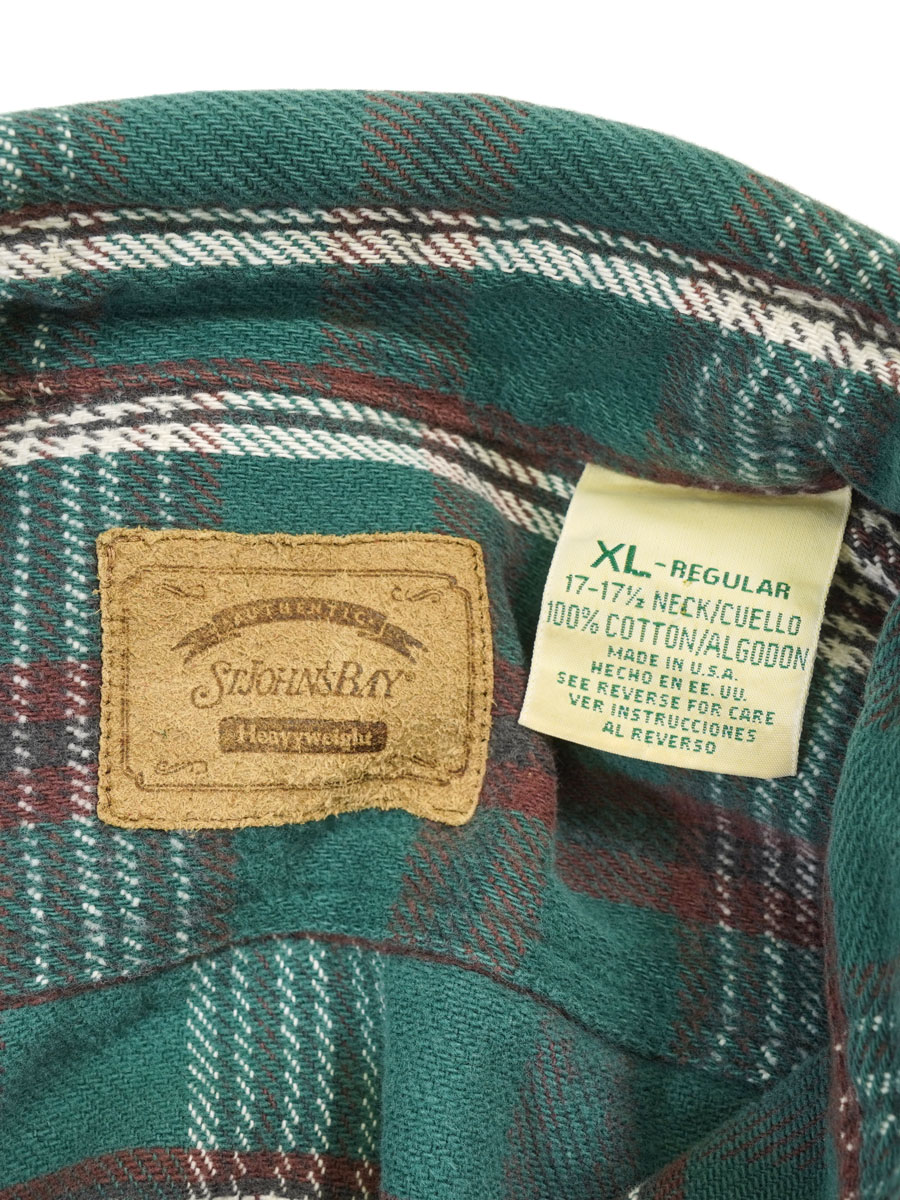 AUTHENTIC
ST. JOHN'S BAY
Heavyweight
XL - REGULAR
17-17½ NECK/CUELLO
100% COTTON/ALGODON
MADE IN U.S.A.
HECHO EN EE. UU.
SEE REVERSE FOR CARE
VER INSTRUCCIONES
AL REVERSO